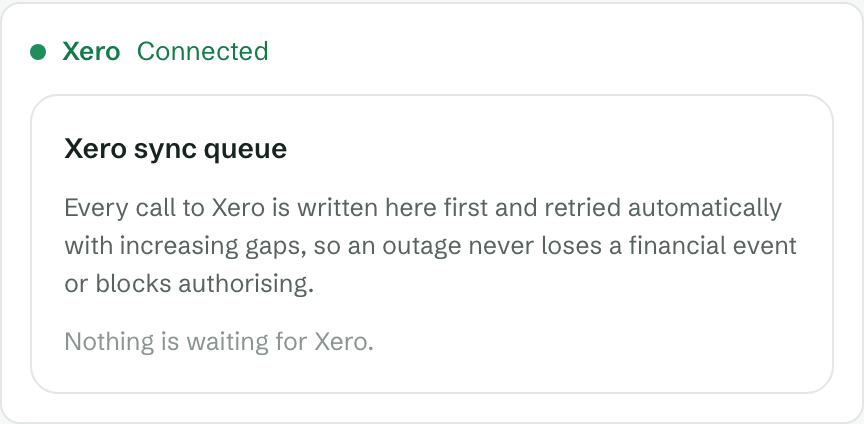 Xero Connected
Xero sync queue
Every call to Xero is written here first and retried automatically
with increasing gaps, so an outage never loses a financial event
or blocks authorising.
Nothing is waiting for Xero.